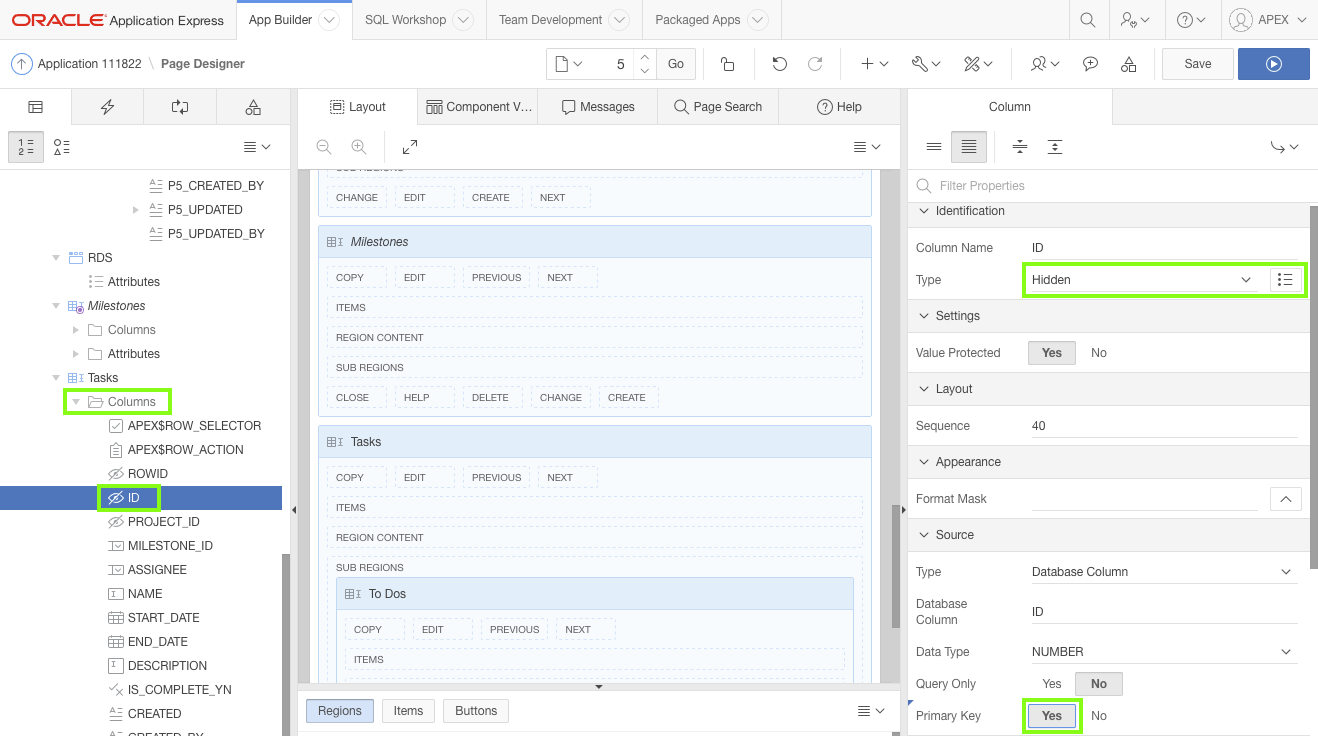 ORACLE Application Express
App Builder
SQL Workshop
Team Development
Packaged Apps
APEX
Application 111822 \ Page Designer
5
Go
Save
Layout
Component V...
Messages
Page Search
Help
Column
P5_CREATED_BY
P5_UPDATED
P5_UPDATED_BY
RDS
Attributes
Milestones
Columns
Attributes
Tasks
Columns
APEX$ROW_SELECTOR
APEX$ROW_ACTION
ROWID
ID
PROJECT_ID
MILESTONE_ID
ASSIGNEE
NAME
START_DATE
END_DATE
DESCRIPTION
IS_COMPLETE_YN
CREATED
CREATED_BY
SUB REGIONS
CHANGE EDIT CREATE NEXT
Milestones
COPY EDIT PREVIOUS NEXT
ITEMS
REGION CONTENT
SUB REGIONS
CLOSE HELP DELETE CHANGE CREATE
Tasks
COPY EDIT PREVIOUS NEXT
ITEMS
REGION CONTENT
SUB REGIONS
To Dos
COPY EDIT PREVIOUS NEXT
ITEMS
Regions Items Buttons
Filter Properties
Identification
Column Name ID
Type Hidden
Settings
Value Protected Yes No
Layout
Sequence 40
Appearance
Format Mask
Source
Type Database Column
Database
Column ID
Data Type NUMBER
Query Only Yes No
Primary Key Yes No